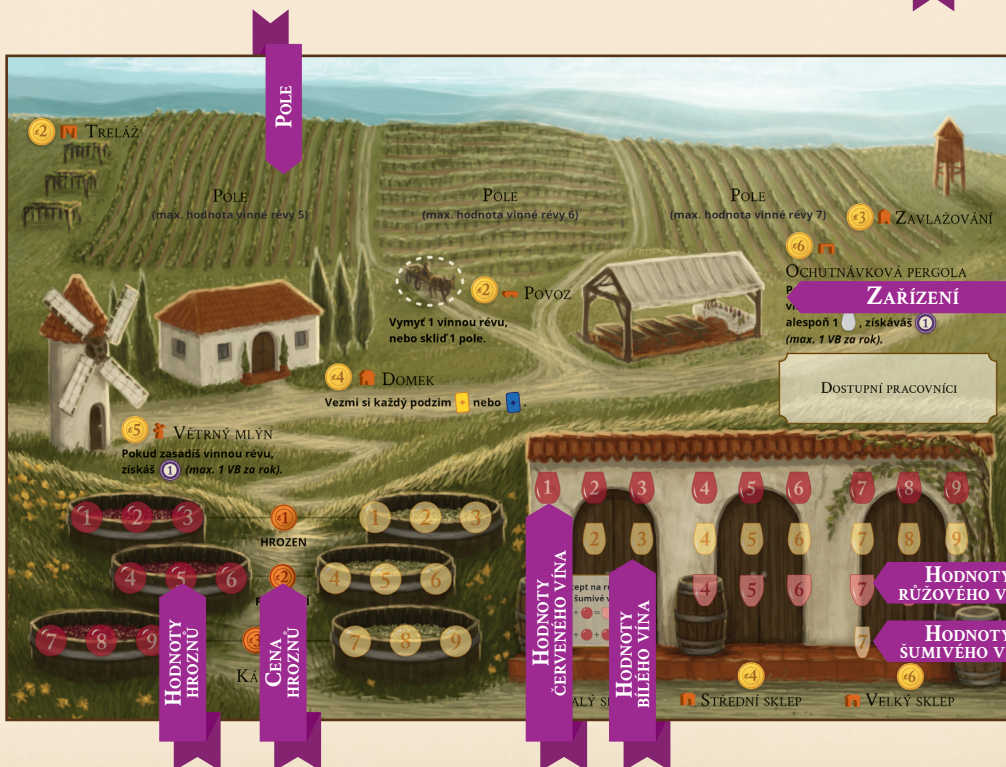 Pole
€2 Treláž
Pole
(max. hodnota vinné révy 5)
Pole
(max. hodnota vinné révy 6)
Pole
(max. hodnota vinné révy 7)
€3 Zavlažování
€6
Ochutnávková pergola
Zařízení
alespoň 1 , získáváš 1
(max. 1 VB za rok).
€2 Povoz
Vymyť 1 vinnou révu,
nebo skliď 1 pole.
Dostupní pracovníci
€4 Domek
Vezmi si každý podzim + nebo + .
€5 Větrný mlýn
Pokud zasadíš vinnou révu,
získáš 1 (max. 1 VB za rok).
1 2 3 €1 1 2 3
HROZEN
4 5 6 €2 4 5 6
7 8 9 €3 7 8 9
Hodnoty
hroznů
Cena
hroznů
1 2 3 4 5 6 7 8 9
2 3 4 5 6 7 8 9
4 5 6 7
7
Hodnoty
červeného vína
Hodnoty
bílého vína
Hodnoty
růžového v
Hodnoty
šumivého v
€4
Střední sklep
€6
Velký sklep